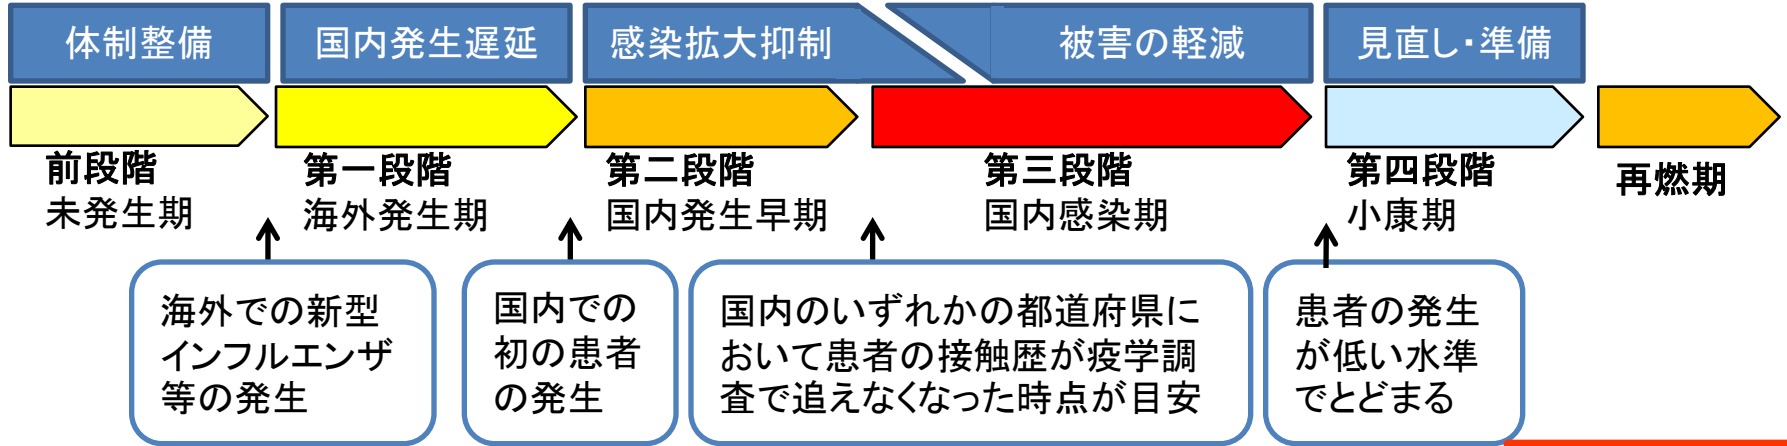 体制整備
国内発生遅延
感染拡大抑制
被害の軽減
見直し・準備
前段階
未発生期
第一段階
海外発生期
第二段階
国内発生早期
第三段階
国内感染期
第四段階
小康期
再燃期
海外での新型
インフルエンザ
等の発生
国内での
初の患者
の発生
国内のいずれかの都道府県に
おいて患者の接触歴が疫学調
査で追えなくなった時点が目安
患者の発生
が低い水準
でとどまる